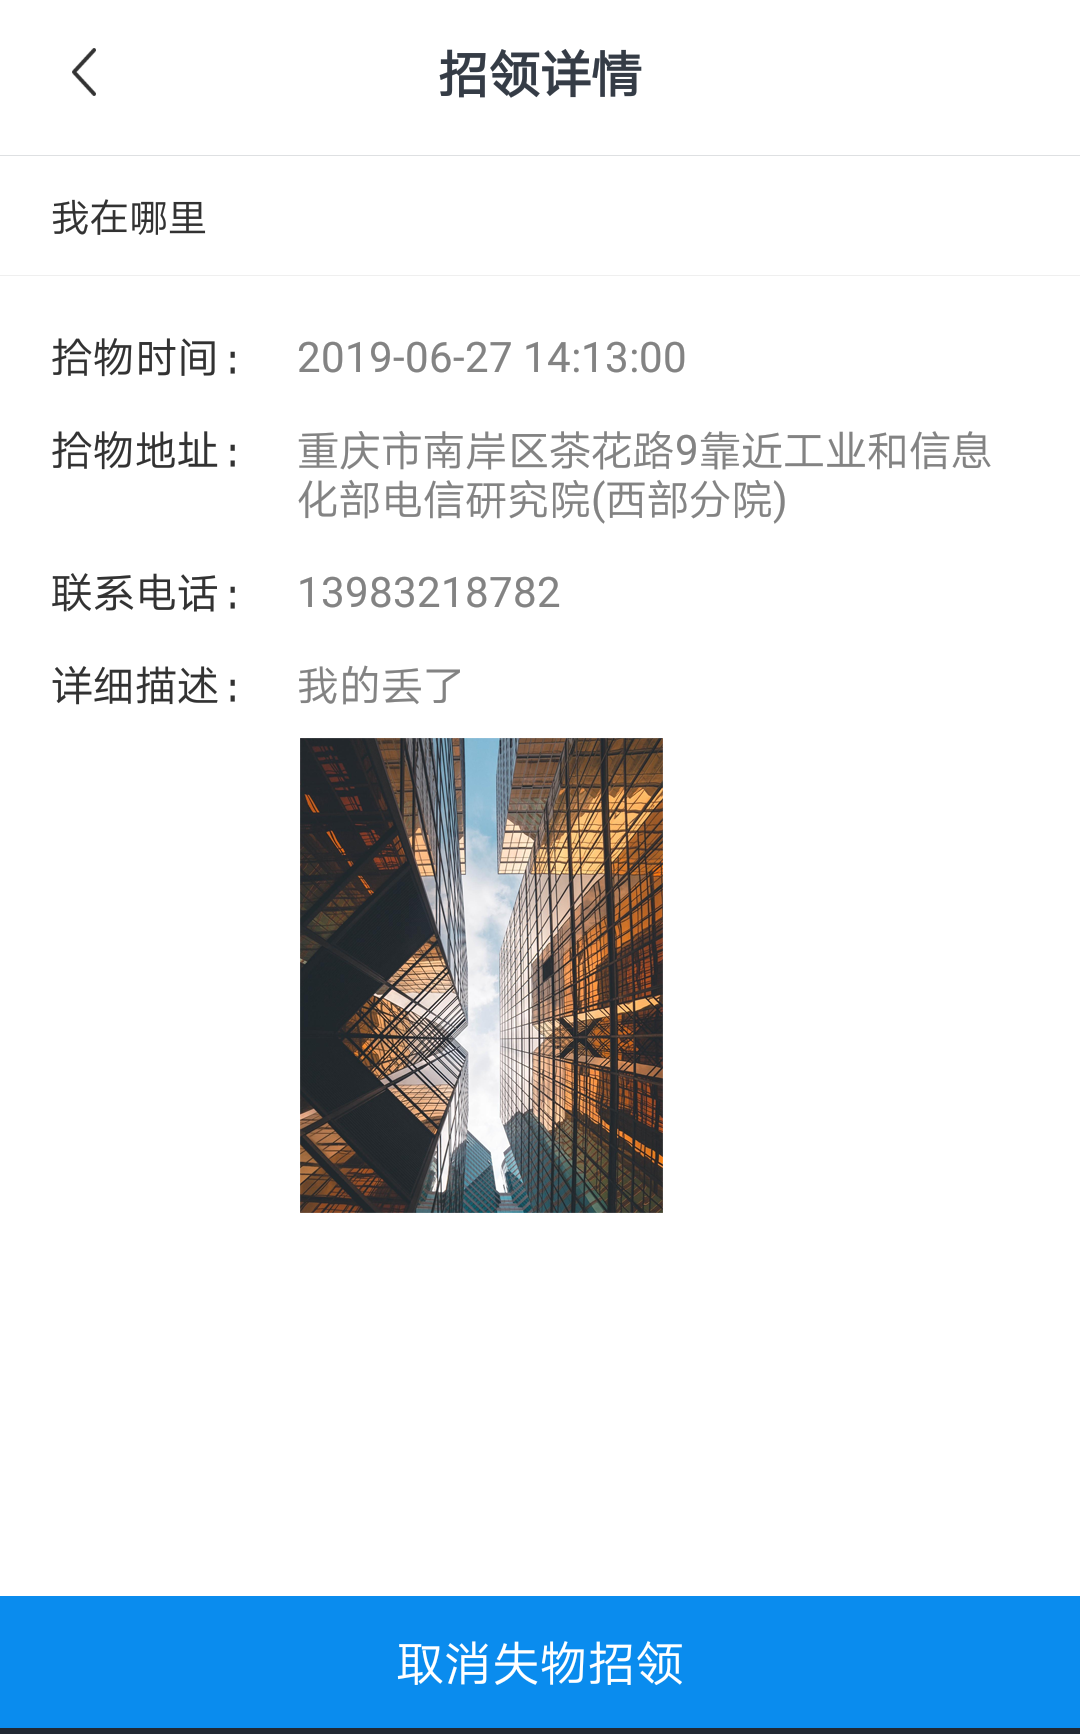 招领详情
我在哪里
拾物时间： 2019-06-27 14:13:00
拾物地址： 重庆市南岸区茶花路9靠近工业和信息
化部电信研究院(西部分院)
联系电话： 13983218782
详细描述： 我的丢了
取消失物招领